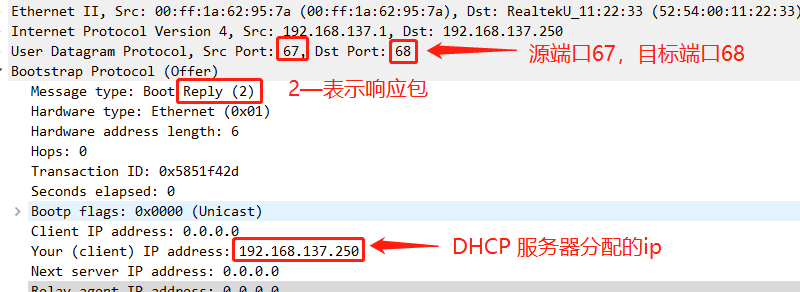 Ethernet II, Src: 00:ff:1a:62:95:7a (00:ff:1a:62:95:7a), Dst: RealtekU_11:22:33 (52:54:00:11:22:33)
Internet Protocol Version 4, Src: 192.168.137.1, Dst: 192.168.137.250
User Datagram Protocol, Src Port: 67, Dst Port: 68
源端口67，目标端口68
Bootstrap Protocol (Offer)
Message type: Boot Reply (2)
2—表示响应包
Hardware type: Ethernet (0x01)
Hardware address length: 6
Hops: 0
Transaction ID: 0x5851f42d
Seconds elapsed: 0
Bootp flags: 0x0000 (Unicast)
Client IP address: 0.0.0.0
Your (client) IP address: 192.168.137.250
DHCP 服务器分配的ip
Next server IP address: 0.0.0.0
Relay agent IP address: 0.0.0.0